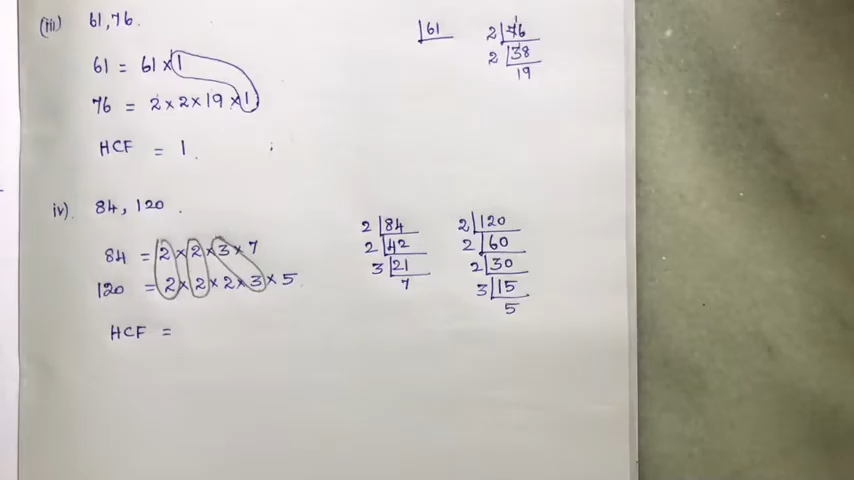 (iii) 61, 76.
61 = 61 × 1
76 = 2 × 2 × 19 × 1
HCF = 1.
61
2 76
2 38
19
iv) 84, 120.
84 = 2 × 2 × 3 × 7
120 = 2 × 2 × 2 × 3 × 5
HCF =
2 84
2 42
3 21
7
2 120
2 60
2 30
3 15
5